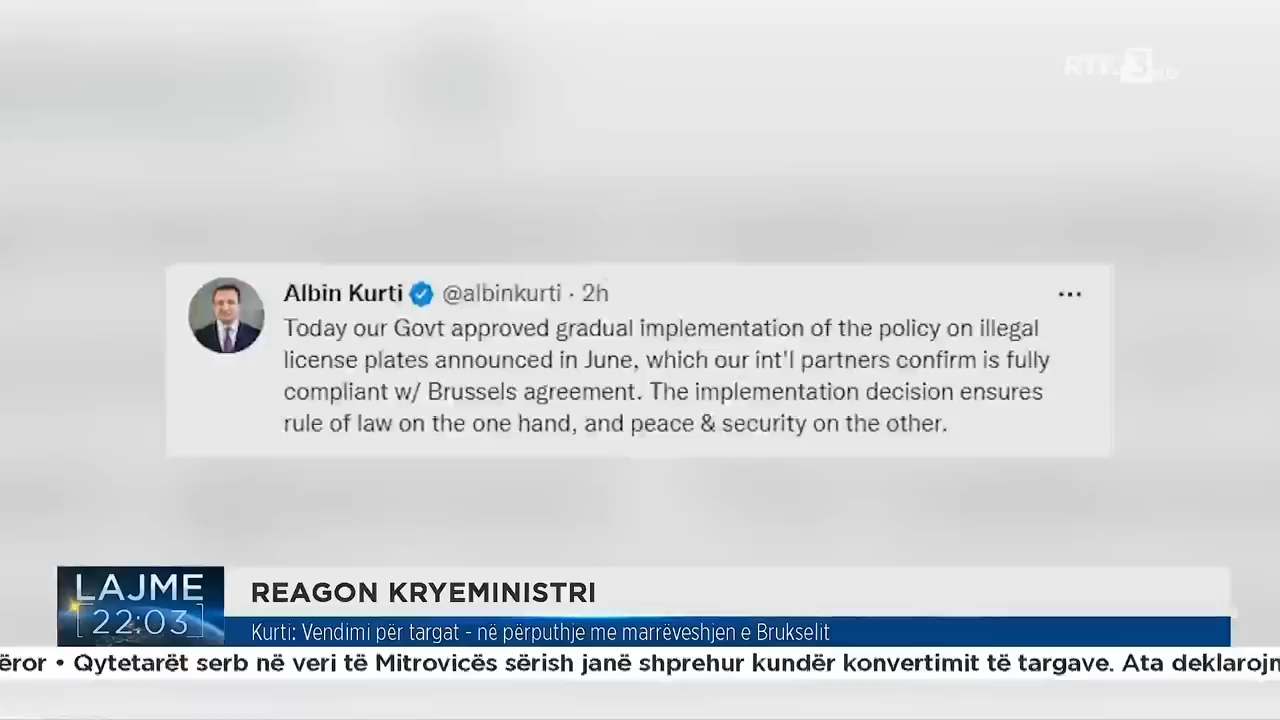 RTK 3
Albin Kurti @albinkurti · 2h
Today our Govt approved gradual implementation of the policy on illegal
license plates announced in June, which our int'l partners confirm is fully
compliant w/ Brussels agreement. The implementation decision ensures
rule of law on the one hand, and peace & security on the other.
LAJME
22:03
REAGON KRYEMINISTRI
Kurti: Vendimi për targat - në përputhje me marrëveshjen e Brukselit
ëror • Qytetarët serb në veri të Mitrovicës sërish janë shprehur kundër konvertimit të targave. Ata deklarojn